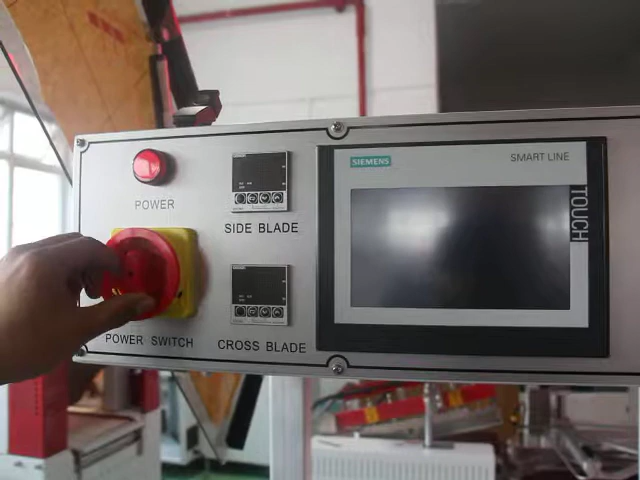 SIEMENS
SMART LINE
TOUCH
POWER
SIDE BLADE
POWER SWITCH
CROSS BLADE